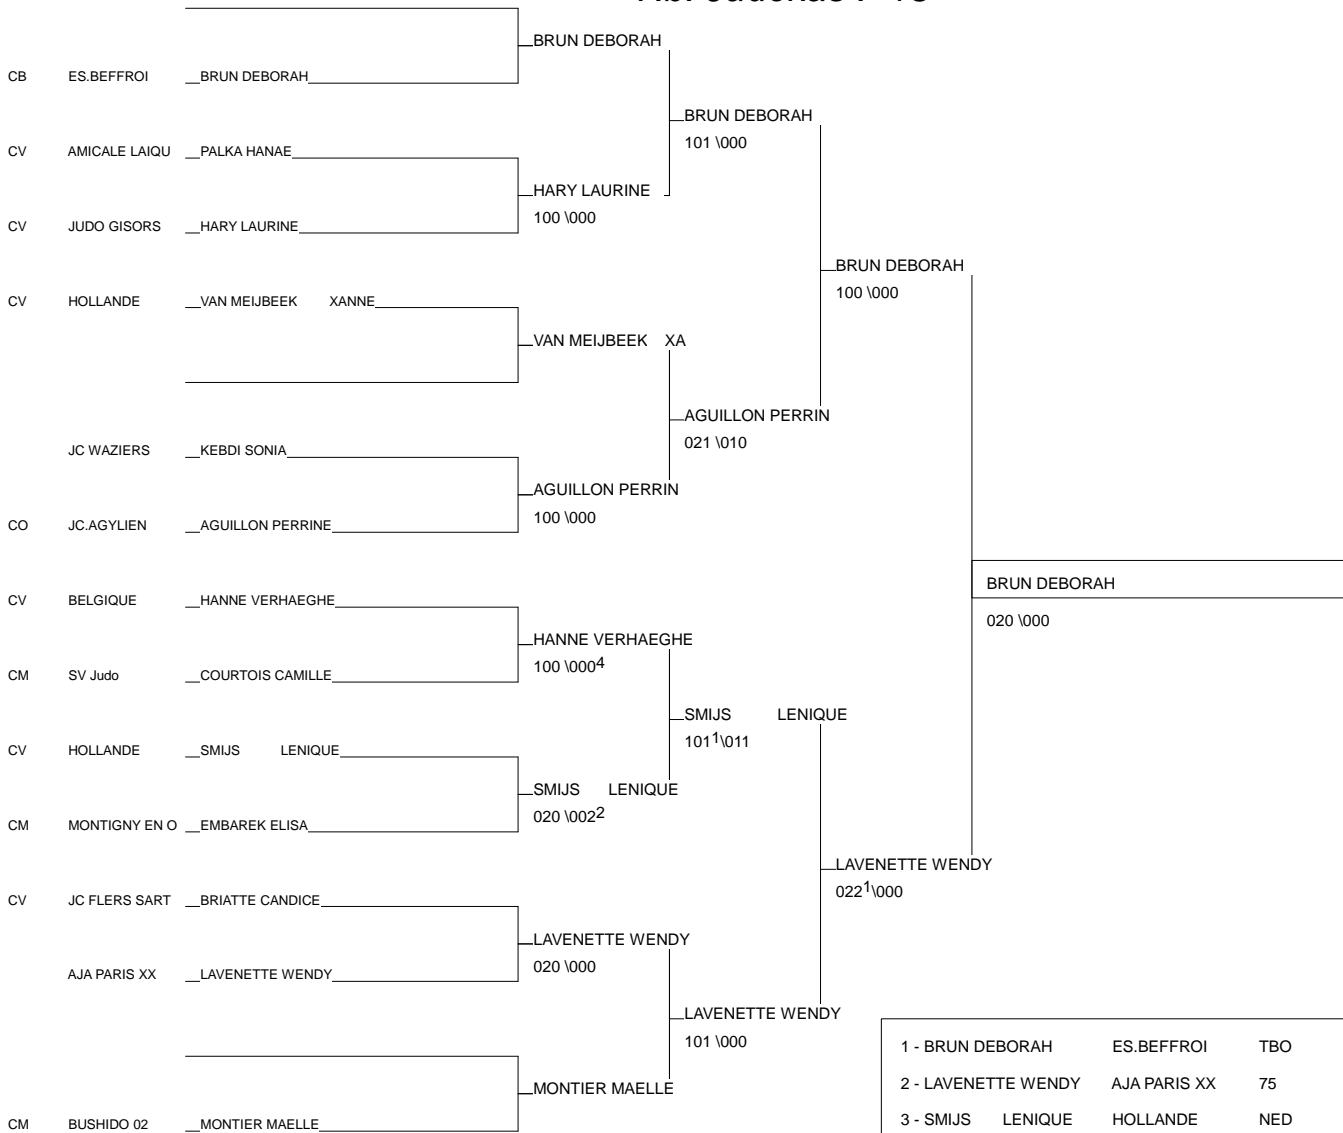 BRUN DEBORAH
CB ES.BEFFROI BRUN DEBORAH
BRUN DEBORAH
101 \000
CV AMICALE LAIQU PALKA HANAE
HARY LAURINE
100 \000
CV JUDO GISORS HARY LAURINE
BRUN DEBORAH
100 \000
CV HOLLANDE VAN MEIJBEEK XANNE
VAN MEIJBEEK XA
AGUILLON PERRIN
021 \010
JC WAZIERS KEBDI SONIA
AGUILLON PERRIN
100 \000
CO JC.AGYLIEN AGUILLON PERRINE
BRUN DEBORAH
020 \000
CV BELGIQUE HANNE VERHAEGHE
HANNE VERHAEGHE
100 \0004
CM SV Judo COURTOIS CAMILLE
SMIJS LENIQUE
1011\011
CV HOLLANDE SMIJS LENIQUE
SMIJS LENIQUE
020 \0022
CM MONTIGNY EN O EMBAREK ELISA
LAVENETTE WENDY
0221\000
CV JC FLERS SART BRIATTE CANDICE
LAVENETTE WENDY
020 \000
AJA PARIS XX LAVENETTE WENDY
LAVENETTE WENDY
101 \000
MONTIER MAELLE
CM BUSHIDO 02 MONTIER MAELLE
1 - BRUN DEBORAH ES.BEFFROI TBO
2 - LAVENETTE WENDY AJA PARIS XX 75
3 - SMIJS LENIQUE HOLLANDE NED